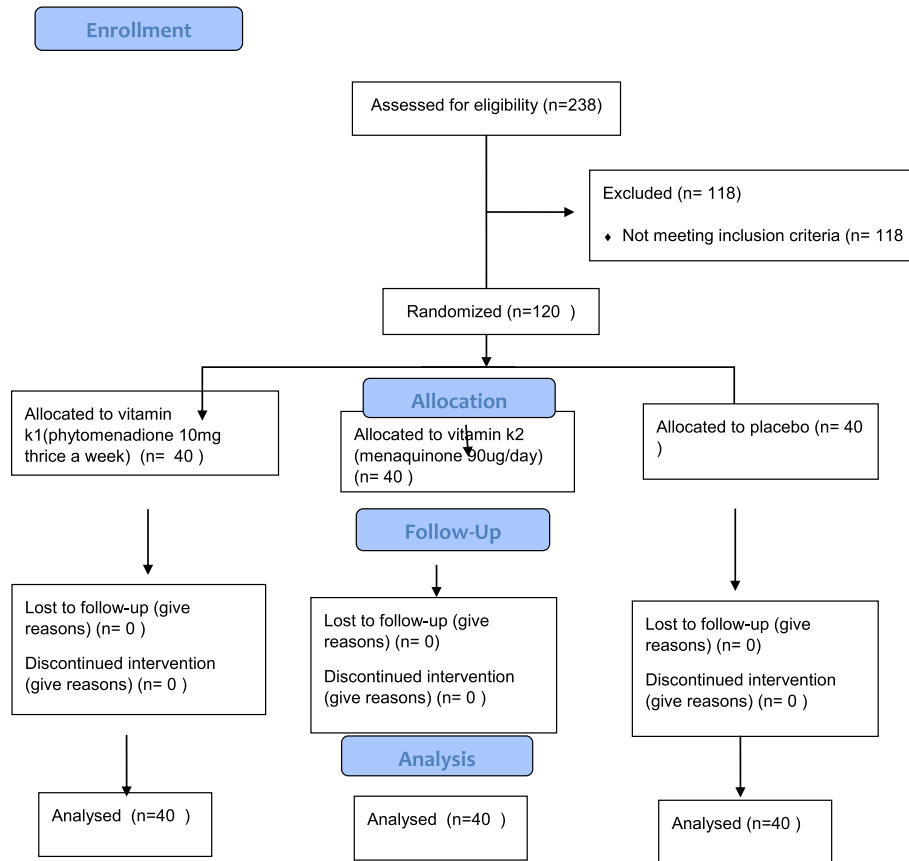 Enrollment
Assessed for eligibility (n=238)
Excluded (n= 118)
♦ Not meeting inclusion criteria (n= 118
Randomized (n=120 )
Allocation
Allocated to vitamin
k1(phytomenadione 10mg
thrice a week) (n= 40 )
Allocated to vitamin k2
(menaquinone 90ug/day)
(n= 40 )
Allocated to placebo (n= 40
)
Follow-Up
Lost to follow-up (give
reasons) (n= 0 )
Discontinued intervention
(give reasons) (n= 0 )
Lost to follow-up (give
reasons) (n= 0)
Discontinued intervention
(give reasons) (n= 0 )
Lost to follow-up (give
reasons) (n= 0)
Discontinued intervention
(give reasons) (n= 0 )
Analysis
Analysed (n=40 )
Analysed (n=40 )
Analysed (n=40 )